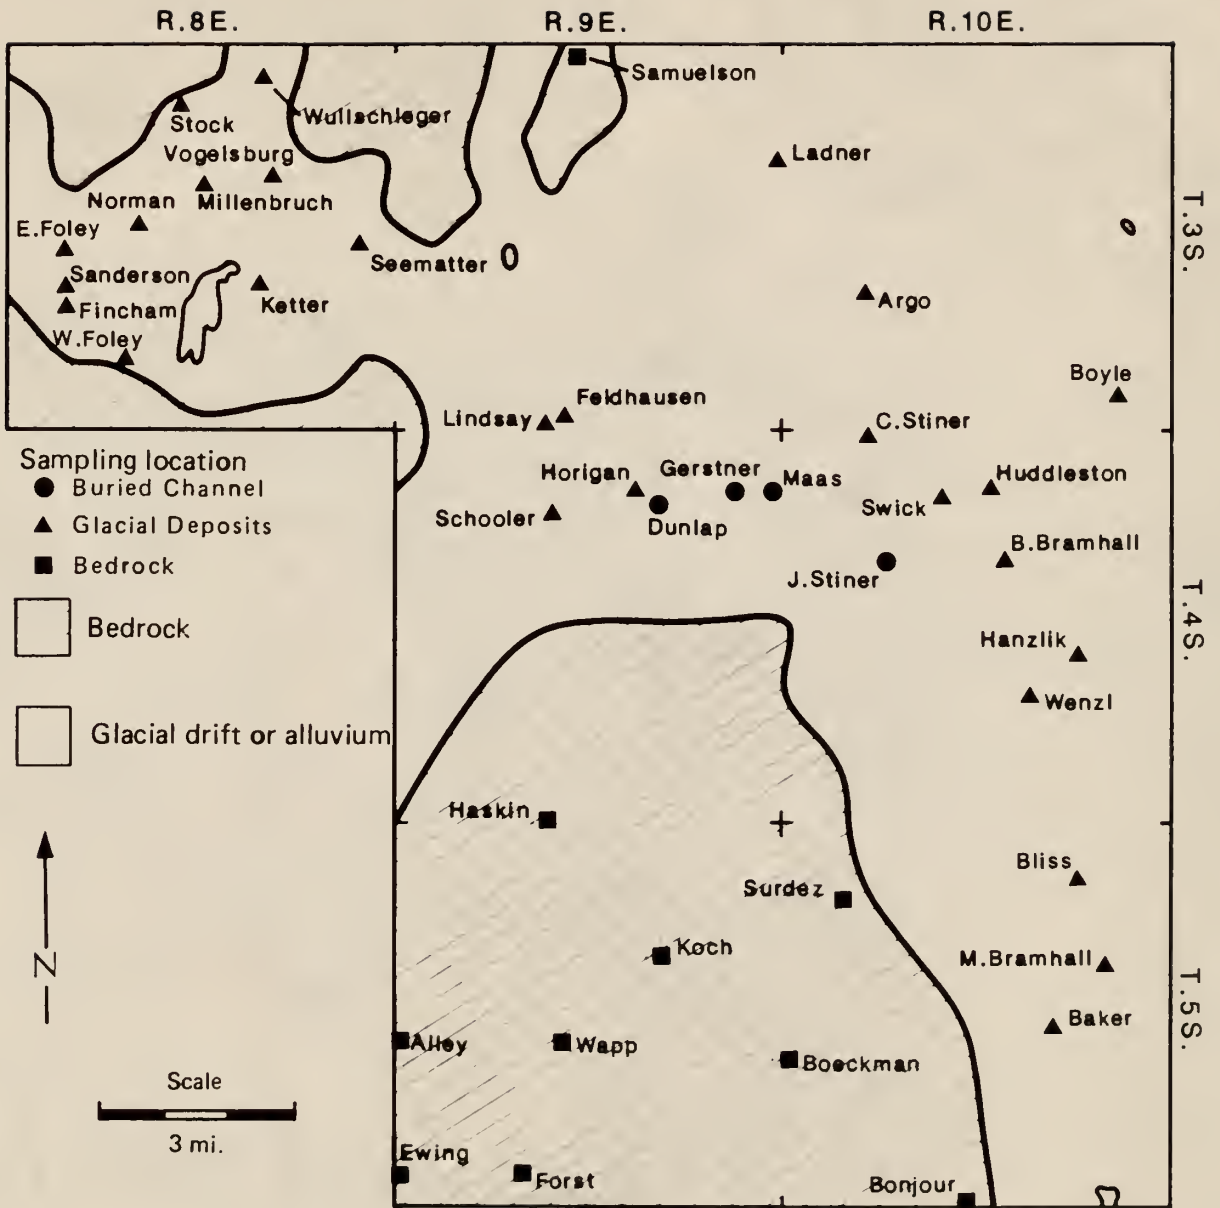 R.8E. R.9E. R.10E.
Samuelson
Wullschleger
Stock
Ladner
Vogelsburg
Norman Millenbruch
E.Foley
T.3S.
Seematter
Sanderson
Ketter
Argo
Fincham
W.Foley
Boyle
Feldhausen
Lindsay
C.Stiner
Sampling location
Buried Channel
Glacial Deposits
Bedrock
Bedrock
Glacial drift or alluvium
Horigan
Gerstner
Maas
Huddleston
Swick
Schooler
Dunlap
B.Bramhall
J.Stiner
T.4S.
Hanzlik
Wenzl
Haskin
Bliss
Surdez
Koch
M.Bramhall
T.5S.
Baker
Alley
Wapp
Boeckman
N
Scale
3 mi.
Ewing
Forst
Bonjour